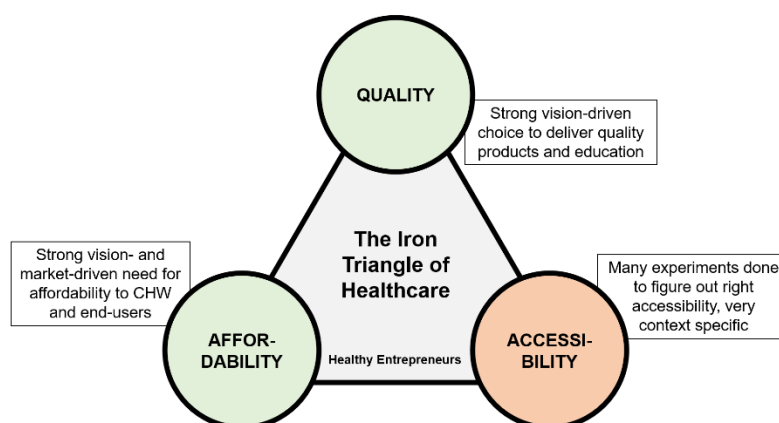 QUALITY
Strong vision-driven
choice to deliver quality
products and education
The Iron
Triangle of
Healthcare
Strong vision- and
market-driven need for
affordability to CHW
and end-users
Many experiments done
to figure out right
accessibility, very
context specific
AFFOR-
DABILITY
Healthy Entrepreneurs
ACCESSI-
BILITY